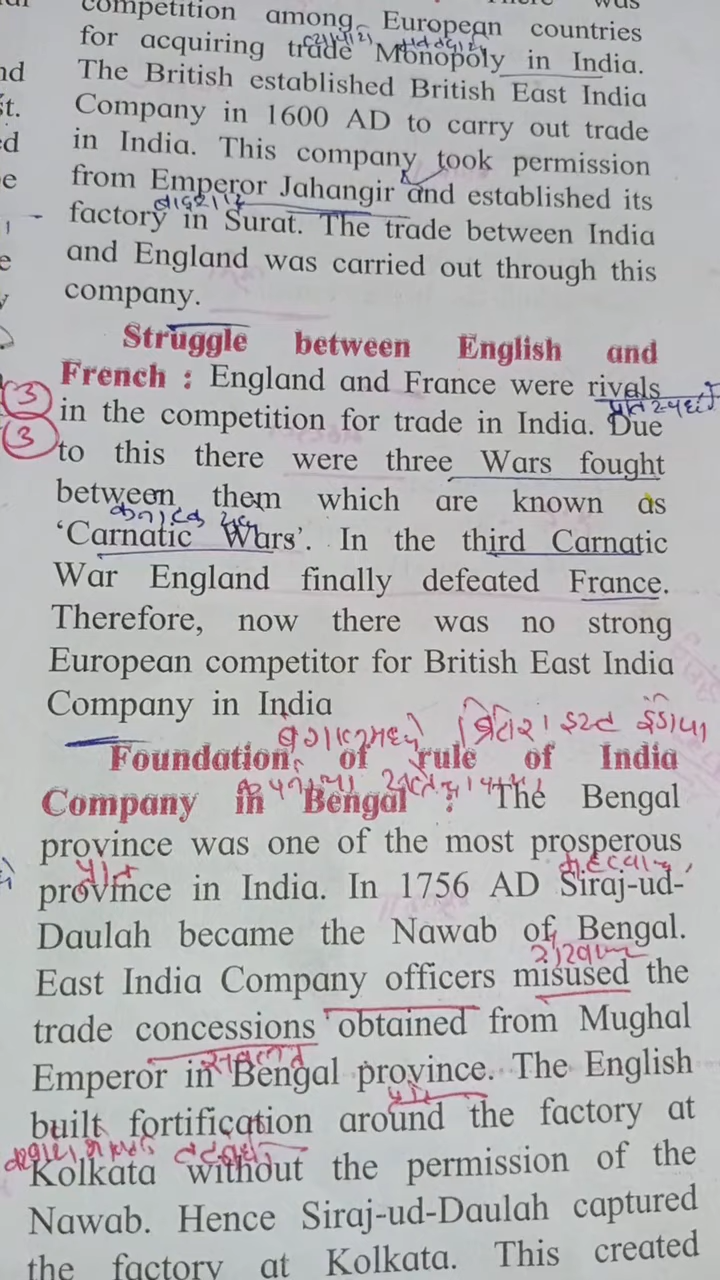 competition among European countries
for acquiring trade Monopoly in India.
The British established British East India
Company in 1600 AD to carry out trade
in India. This company took permission
from Emperor Jahangir and established its
factory in Surat. The trade between India
and England was carried out through this
company.
Struggle between English and
French : England and France were rivals
3
in the competition for trade in India. Due
3
to this there were three Wars fought
between them which are known as
‘Carnatic Wars’. In the third Carnatic
War England finally defeated France.
Therefore, now there was no strong
European competitor for British East India
Company in India
Foundation of rule of India
Company in Bengal : The Bengal
province was one of the most prosperous
province in India. In 1756 AD Siraj-ud-
Daulah became the Nawab of Bengal.
East India Company officers misused the
trade concessions obtained from Mughal
Emperor in Bengal province. The English
built fortification around the factory at
Kolkata without the permission of the
Nawab. Hence Siraj-ud-Daulah captured
the factory at Kolkata. This created